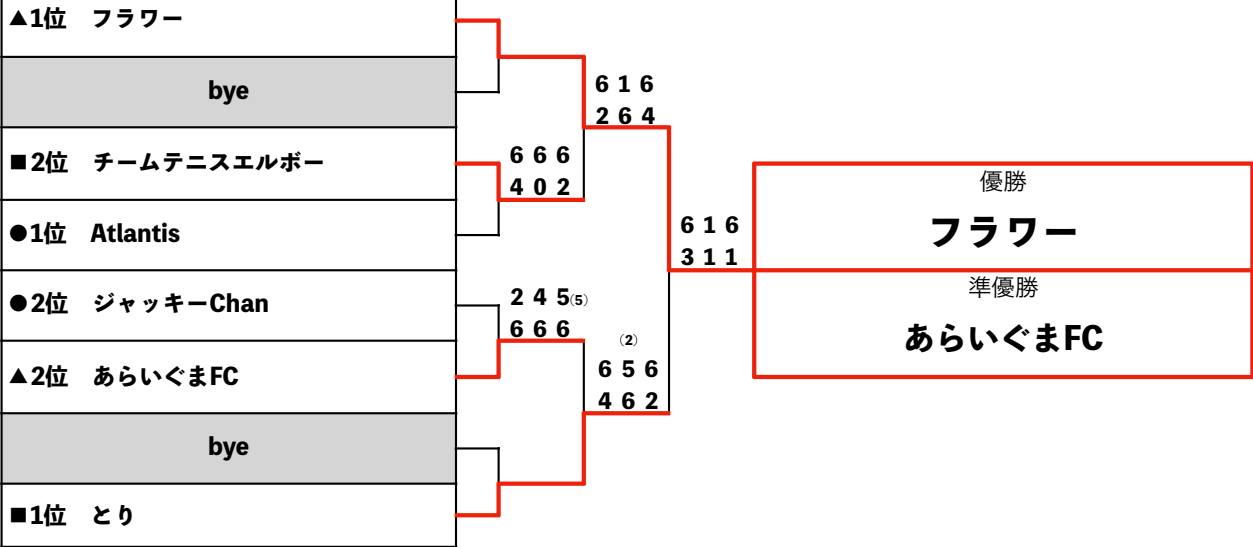 ▲1位 フラワー
bye
■2位 チームテニスエルボー
●1位 Atlantis
●2位 ジャッキーChan
▲2位 あらいぐまFC
bye
■1位 とり
6 6 6
4 0 2
2 4 5(5)
6 6 6
6 1 6
2 6 4
(2)
6 5 6
4 6 2
6 1 6
3 1 1
優勝
フラワー
準優勝
あらいぐまFC